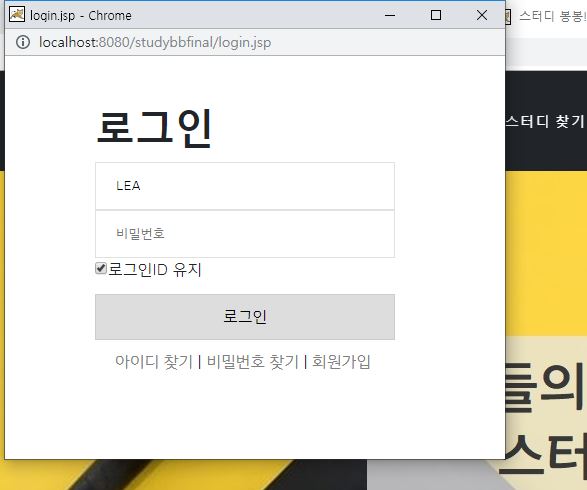 login.jsp - Chrome
스터디 봉봉
localhost:8080/studybbfinal/login.jsp
스터디 찾기
로그인
LEA
비밀번호
로그인ID 유지
로그인
아이디 찾기 | 비밀번호 찾기 | 회원가입
들의
스터